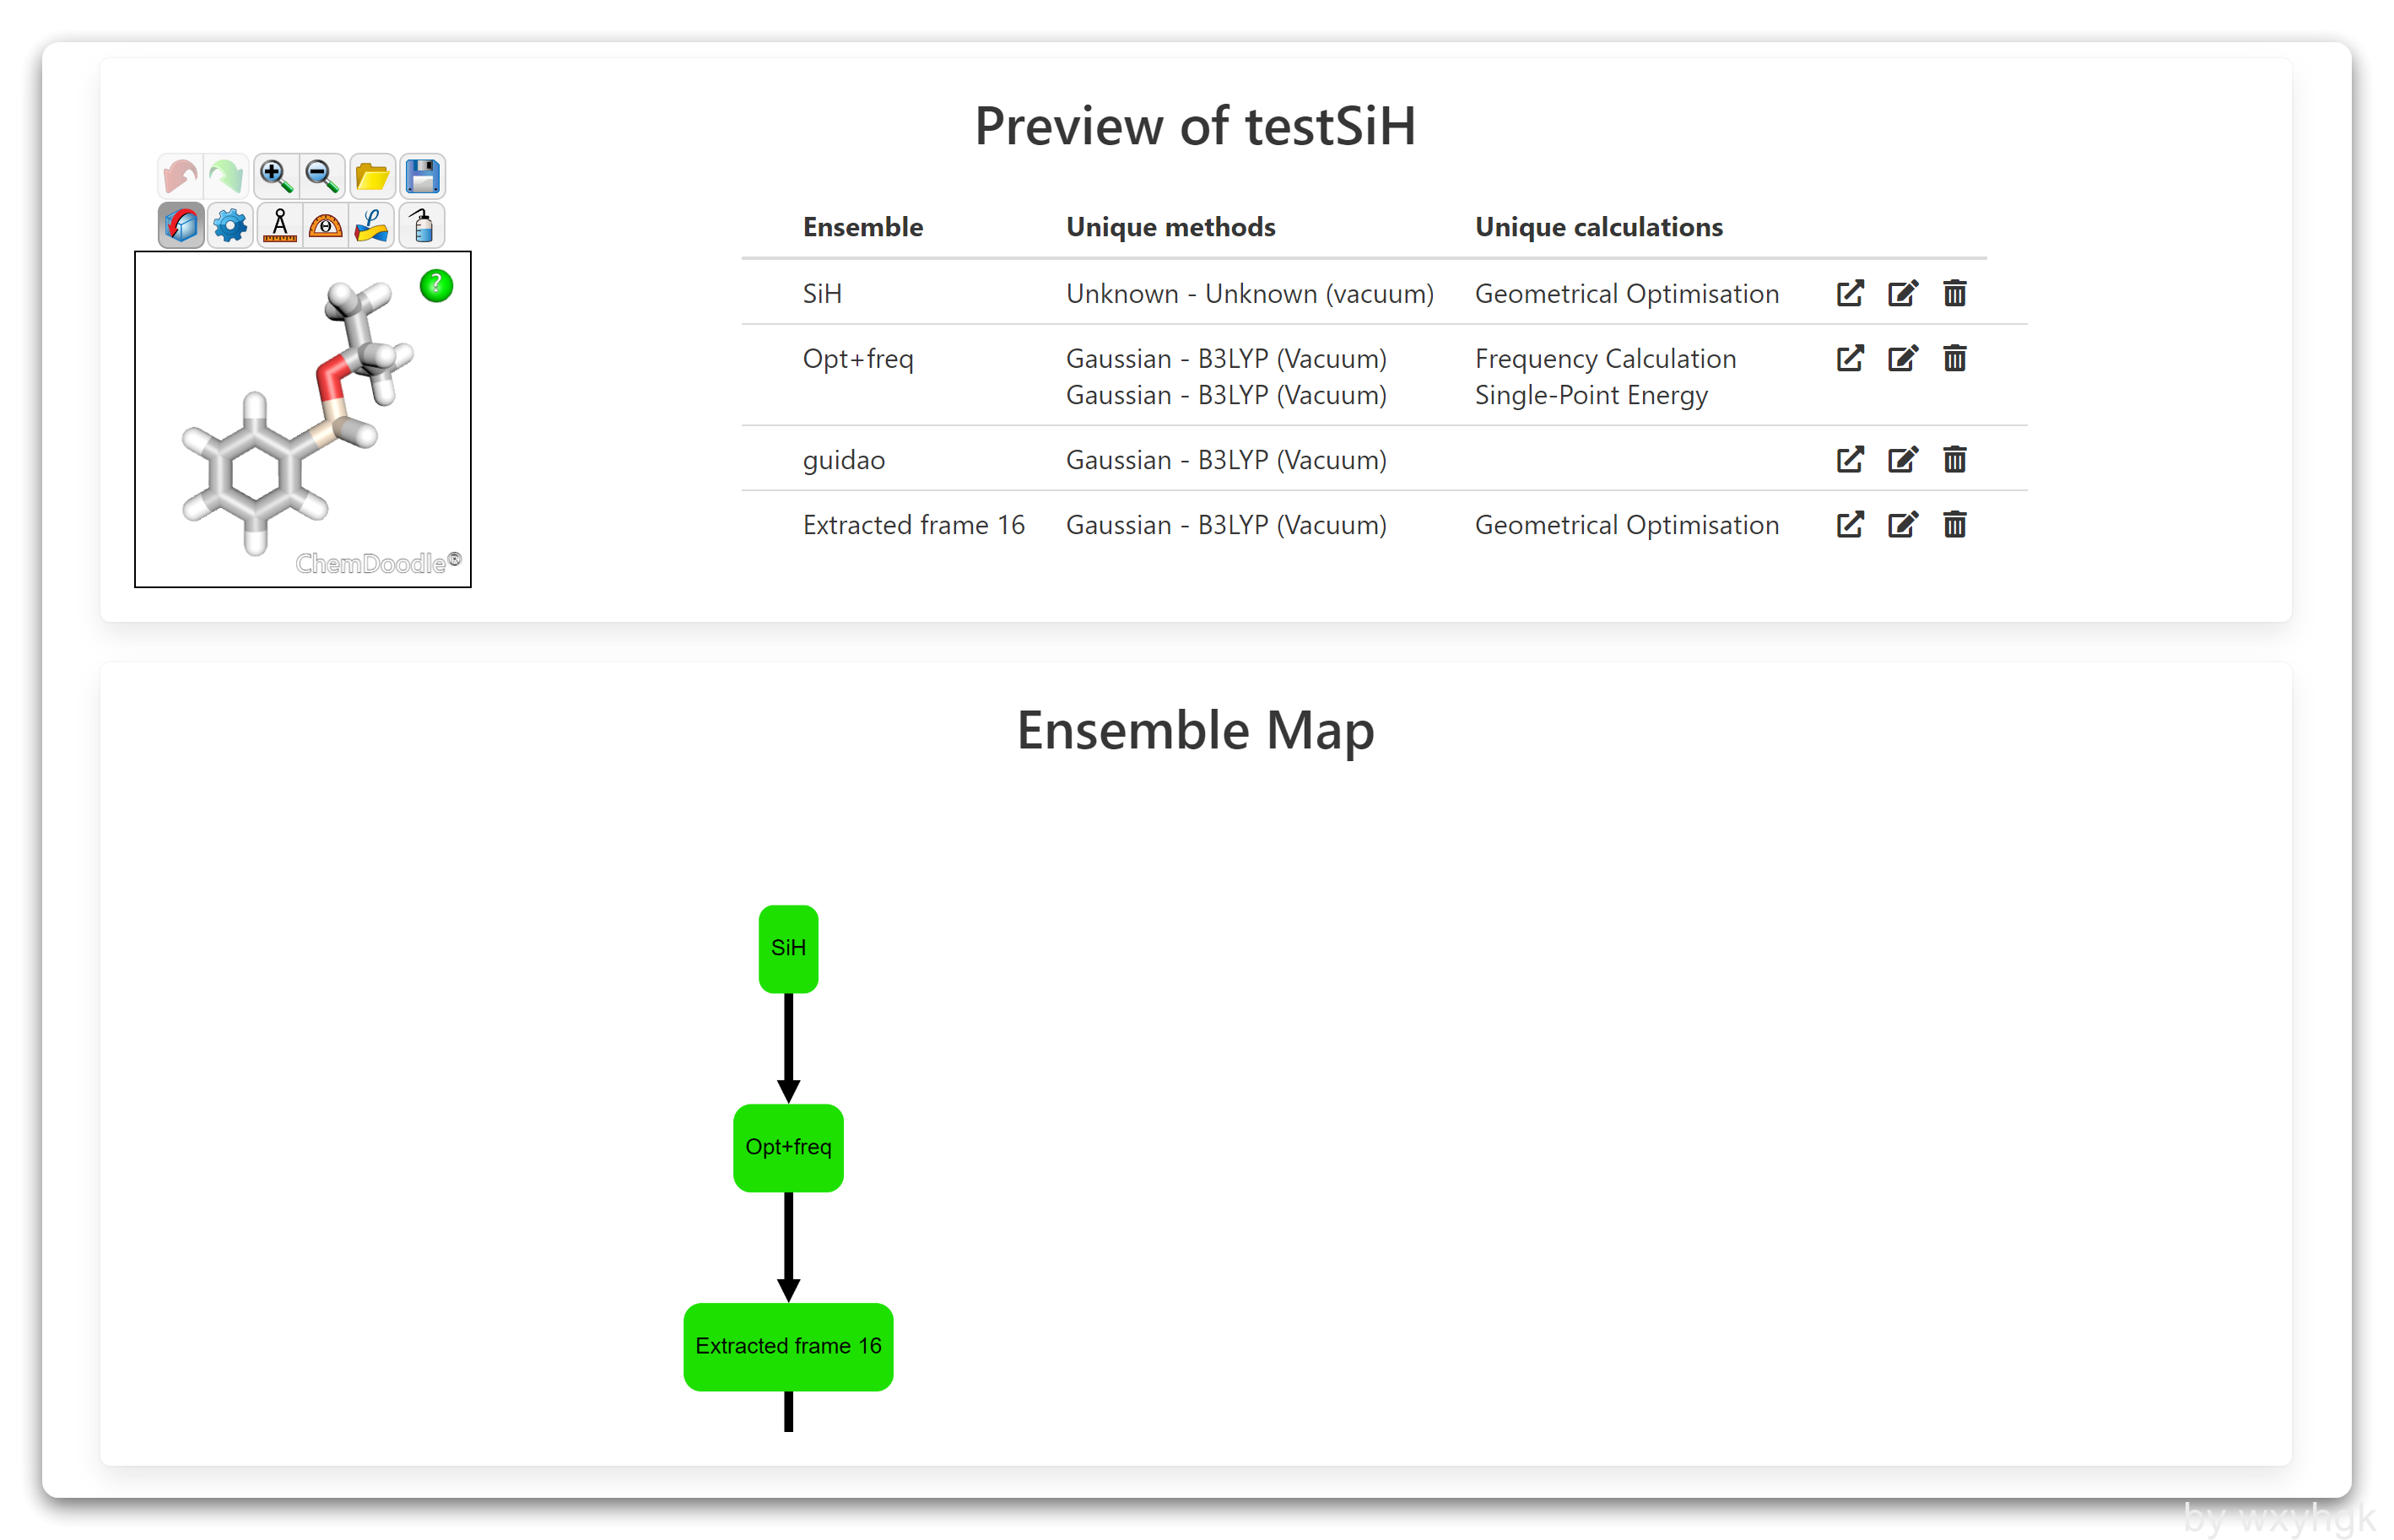 Preview of testSiH
Ensemble Unique methods Unique calculations
SiH Unknown - Unknown (vacuum) Geometrical Optimisation
Opt+freq Gaussian - B3LYP (Vacuum) Frequency Calculation
Gaussian - B3LYP (Vacuum) Single-Point Energy
guidao Gaussian - B3LYP (Vacuum)
Extracted frame 16 Gaussian - B3LYP (Vacuum) Geometrical Optimisation
?
ChemDoodle®
Ensemble Map
SiH
Opt+freq
Extracted frame 16
by wxyhgk